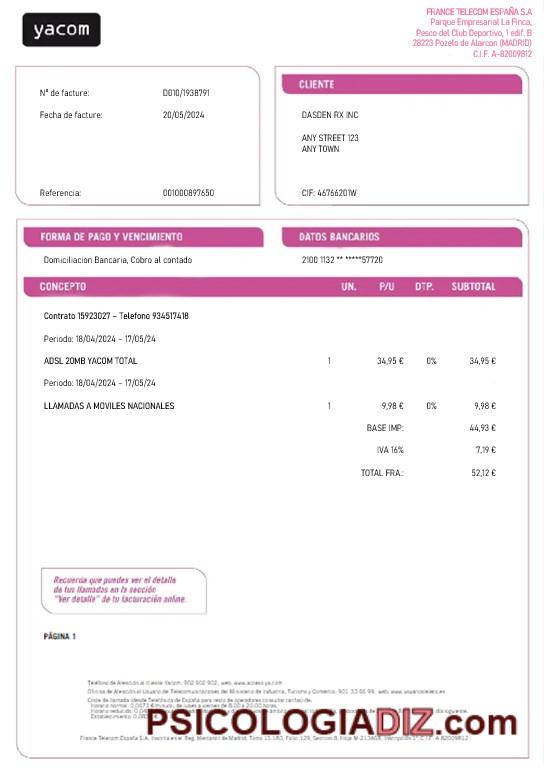 yacom
FRANCE TELECOM ESPAÑA S.A
Parque Empresarial La Finca,
Pesco del Club Deportivo, 1 edif. B
28223 Pozelo de Alarcon (MADRID)
C.I.F. A-82009812
Nº de facture: D010/1938791
Fecha de facture: 20/05/2024
Referencia: 001000897650
CLIENTE
DASDEN RX INC
ANY STREET 123
ANY TOWN
CIF: 46766201W
FORMA DE PAGO Y VENCIMIENTO
Domiciliacion Bancaria, Cobro al contado
DATOS BANCARIOS
2100 1132 ** *****57720
CONCEPTO UN. P/U DTP. SUBTOTAL
Contrato 15923027 - Telefono 934517418
Periodo: 18/04/2024 - 17/05/24
ADSL 20MB YACOM TOTAL 1 34,95 € 0% 34,95 €
Periodo: 18/04/2024 - 17/05/24
LLAMADAS A MOVILES NACIONALES 1 9,98 € 0% 9,98 €
BASE IMP: 44,93 €
IVA 16% 7,19 €
TOTAL FRA.: 52,12 €
Recuerda que puedes ver el detalle
de tus llamadas en la sección
"Ver detalle" de tu facturación online.
PÁGINA 1
Teléfono de Atención al cliente Yacom: 902 902 902, web: www.acceso.ya.com
Oficina de Atención al Usuario de Telecomunicaciones del Ministerio de Industria, Turismo y Comercio: 901 33 66 99, web: www.usuariosteleco.es
PSICOLOGIADIZ.com
France Telecom España S.A. Inscrita en el Reg. Mercantil de Madrid, Tomo 13.183, Folio 129, Seccion 8, Hoja M-213468, Inscripción 1ª. C.I.F. A 82009812